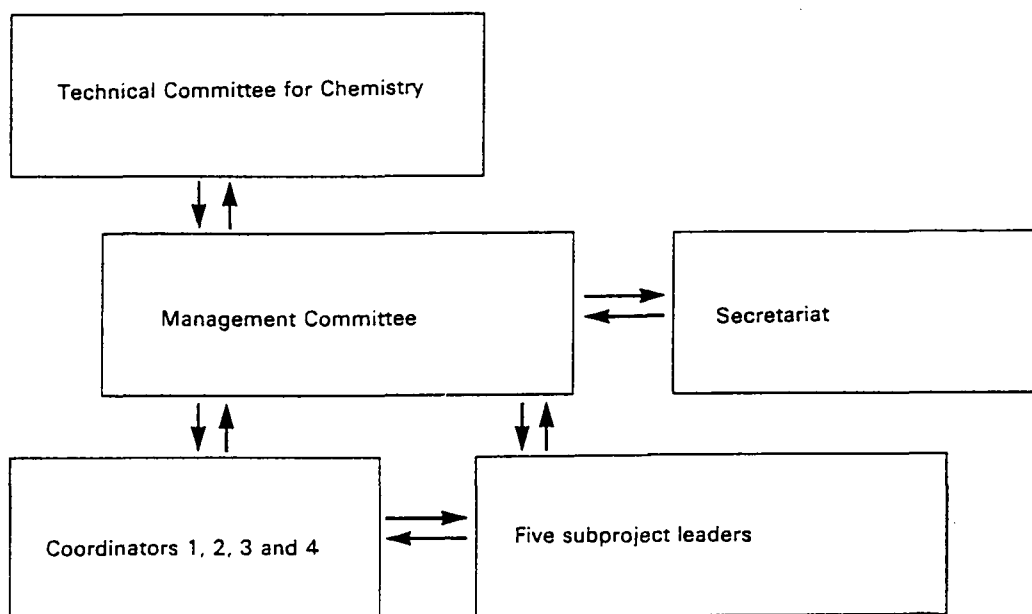 Technical Committee for Chemistry
Management Committee
Secretariat
Coordinators 1, 2, 3 and 4
Five subproject leaders